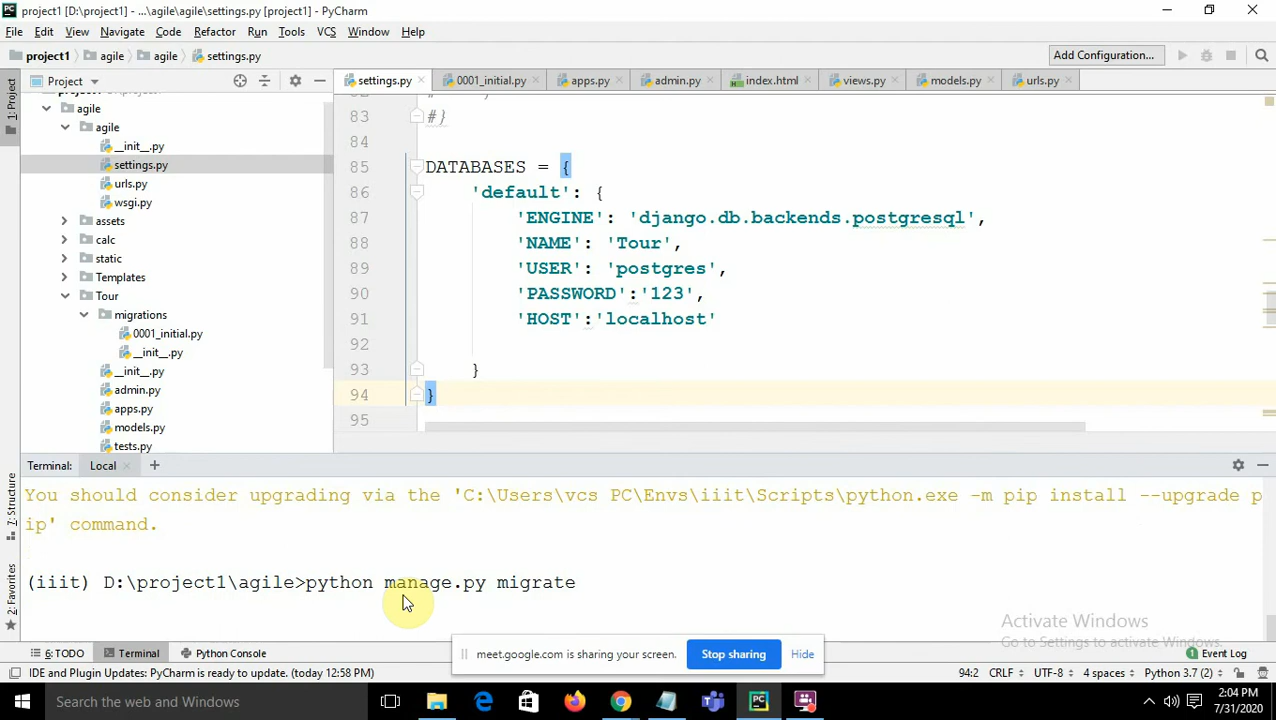 project1 [D:\project1] - ...\agile\agile\settings.py [project1] - PyCharm
File Edit View Navigate Code Refactor Run Tools VCS Window Help
project1 agile agile settings.py Add Configuration...
1: Project
Project
settings.py 0001_initial.py apps.py admin.py index.html views.py models.py urls.py
agile
agile
__init__.py
settings.py
urls.py
wsgi.py
assets
calc
static
Templates
Tour
migrations
0001_initial.py
__init__.py
__init__.py
admin.py
apps.py
models.py
tests.py
83 #}
84
85 DATABASES = {
86 'default': {
87 'ENGINE': 'django.db.backends.postgresql',
88 'NAME': 'Tour',
89 'USER': 'postgres',
90 'PASSWORD':'123',
91 'HOST':'localhost'
92
93 }
94 }
95
Terminal: Local
7: Structure
2: Favorites
You should consider upgrading via the 'C:\Users\vcs PC\Envs\iiit\Scripts\python.exe -m pip install --upgrade p
ip' command.
(iiit) D:\project1\agile>python manage.py migrate
Activate Windows
Go to Settings to activate Windows.
meet.google.com is sharing your screen. Stop sharing Hide
6: TODO Terminal Python Console 1 Event Log
IDE and Plugin Updates: PyCharm is ready to update. (today 12:58 PM) 94:2 CRLF UTF-8 4 spaces Python 3.7 (2)
Search the web and Windows
2:04 PM
7/31/2020